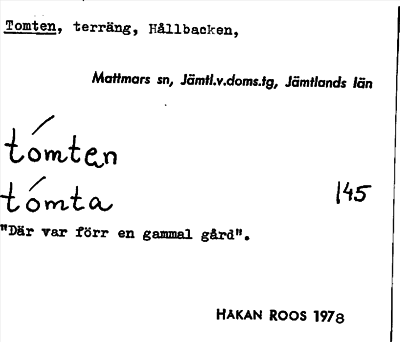 Tomten, terräng, Hållbacken,
Mattmars sn, Jämtl.v.doms.tg, Jämtlands län
tómten
tómta
145
"Där var förr en gammal gård".
HÅKAN ROOS 1978